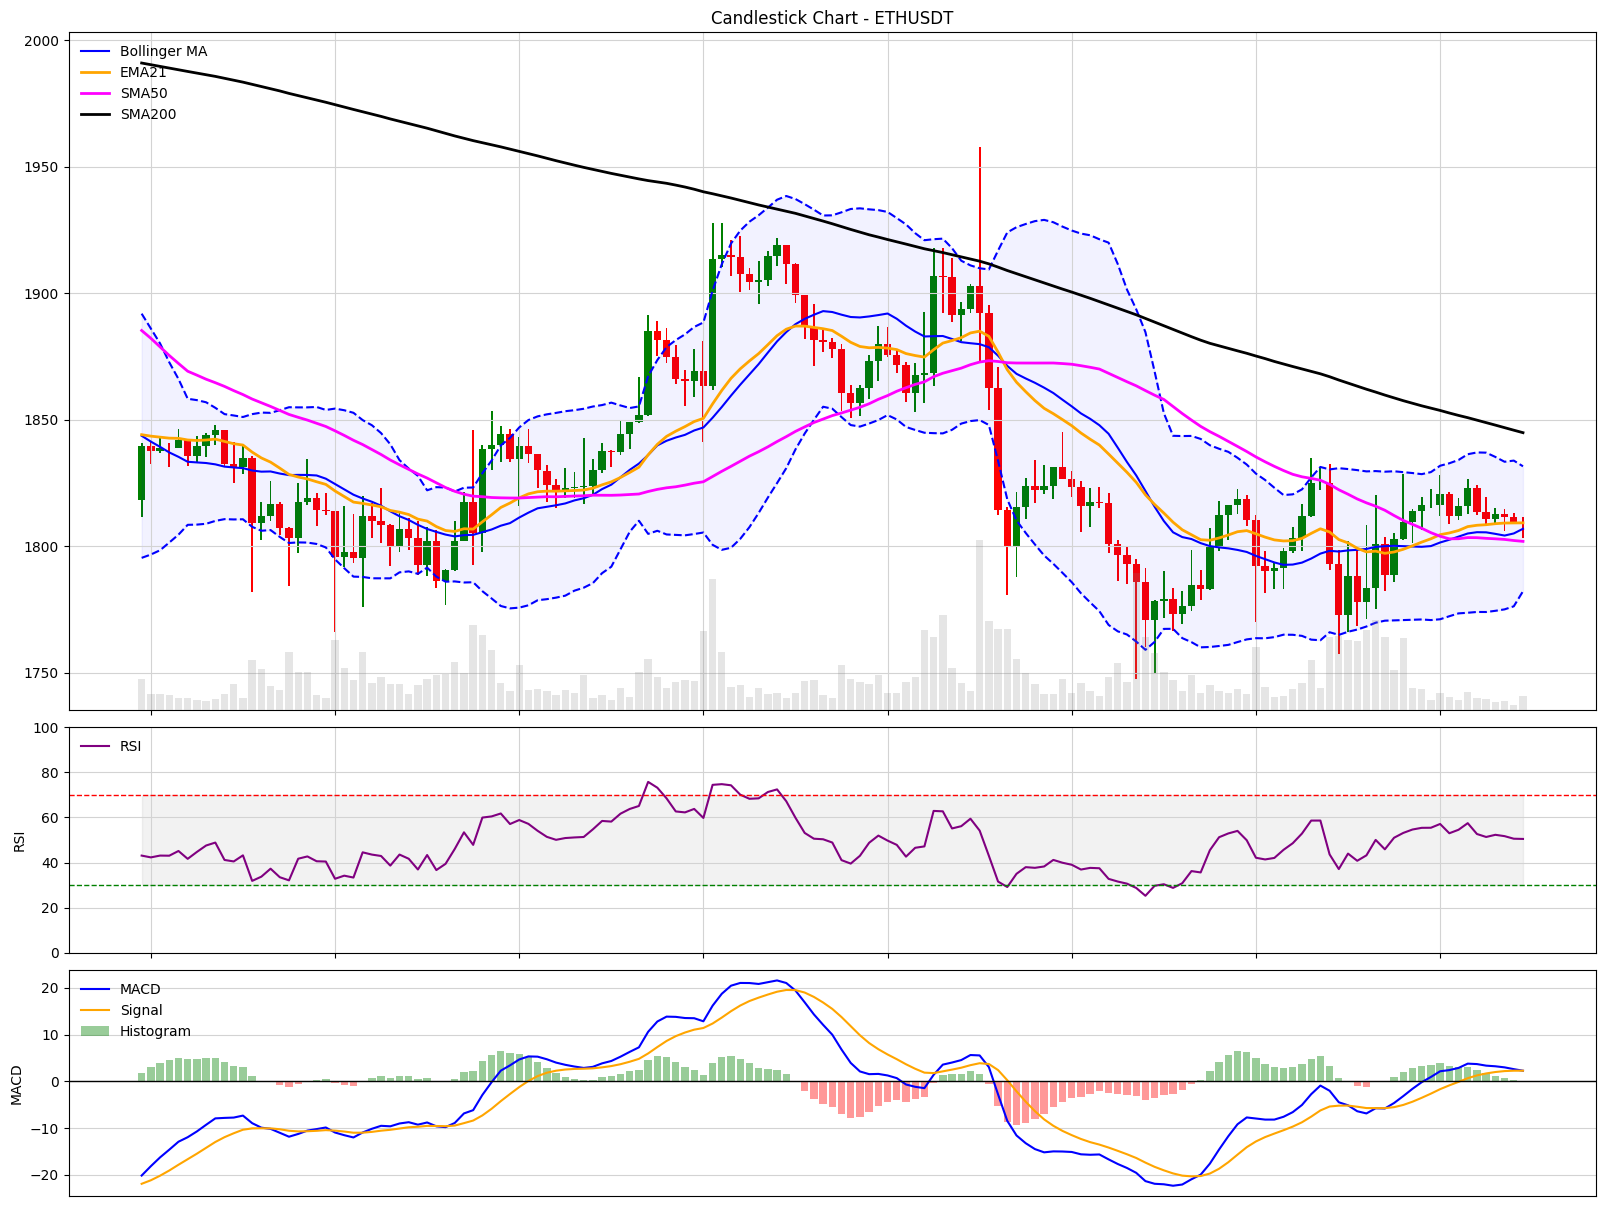 Candlestick Chart - ETHUSDT
2000
1950
1900
1850
1800
1750
Bollinger MA
EMA21
SMA50
SMA200
100
80
60
40
20
0
RSI
RSI
20
10
0
−10
−20
MACD
MACD
Signal
Histogram